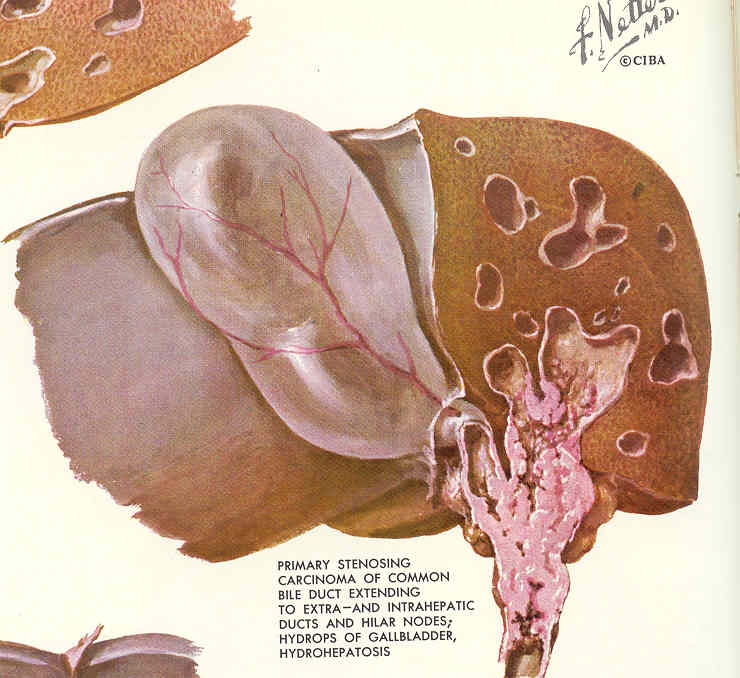 F. Netter
M.D.
©CIBA
PRIMARY STENOSING
CARCINOMA OF COMMON
BILE DUCT EXTENDING
TO EXTRA—AND INTRAHEPATIC
DUCTS AND HILAR NODES;
HYDROPS OF GALLBLADDER,
HYDROHEPATOSIS